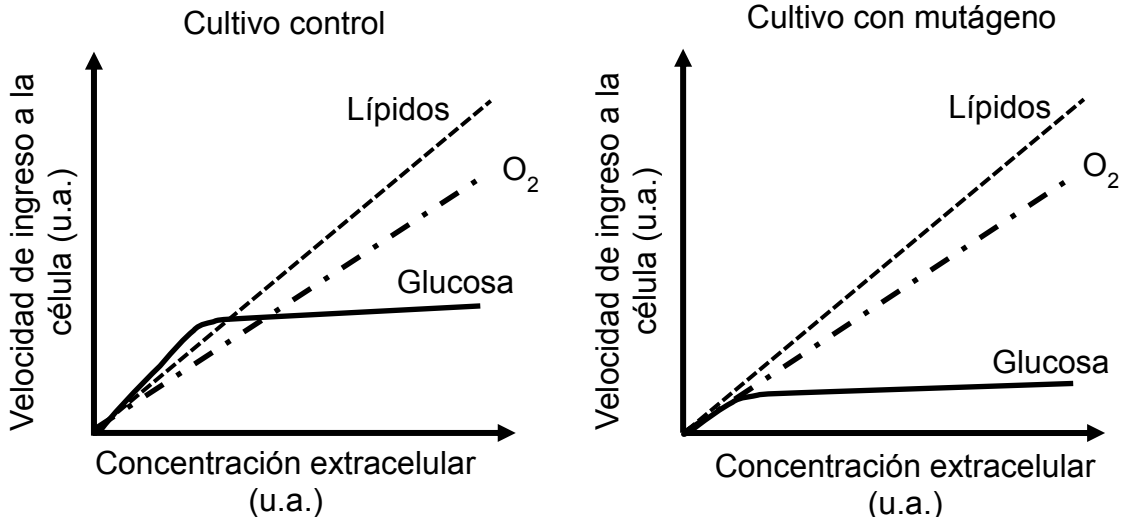 Cultivo control
Velocidad de ingreso a la
célula (u.a.)
Lípidos
O2
Glucosa
Concentración extracelular
(u.a.)
Cultivo con mutágeno
Velocidad de ingreso a la
célula (u.a.)
Lípidos
O2
Glucosa
Concentración extracelular
(u.a.)